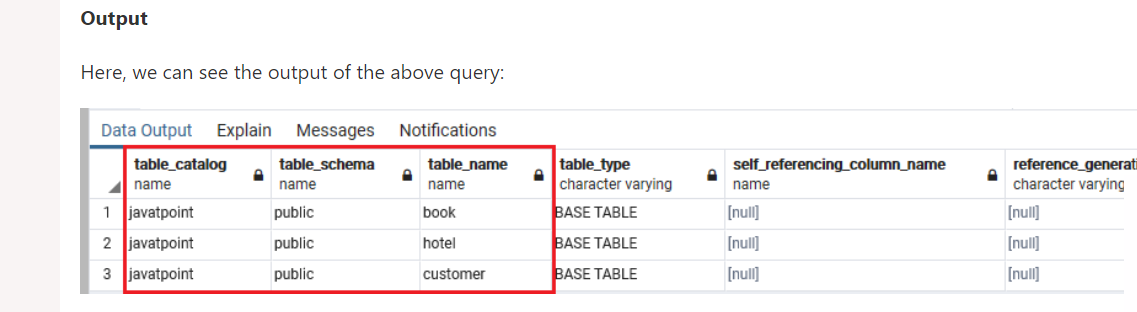 Output
Here, we can see the output of the above query:
Data Output Explain Messages Notifications
table_catalog table_schema table_name table_type self_referencing_column_name
name name name character varying name character varying
1 javatpoint public book BASE TABLE [null] [null]
2 javatpoint public hotel BASE TABLE [null] [null]
3 javatpoint public customer BASE TABLE [null] [null]